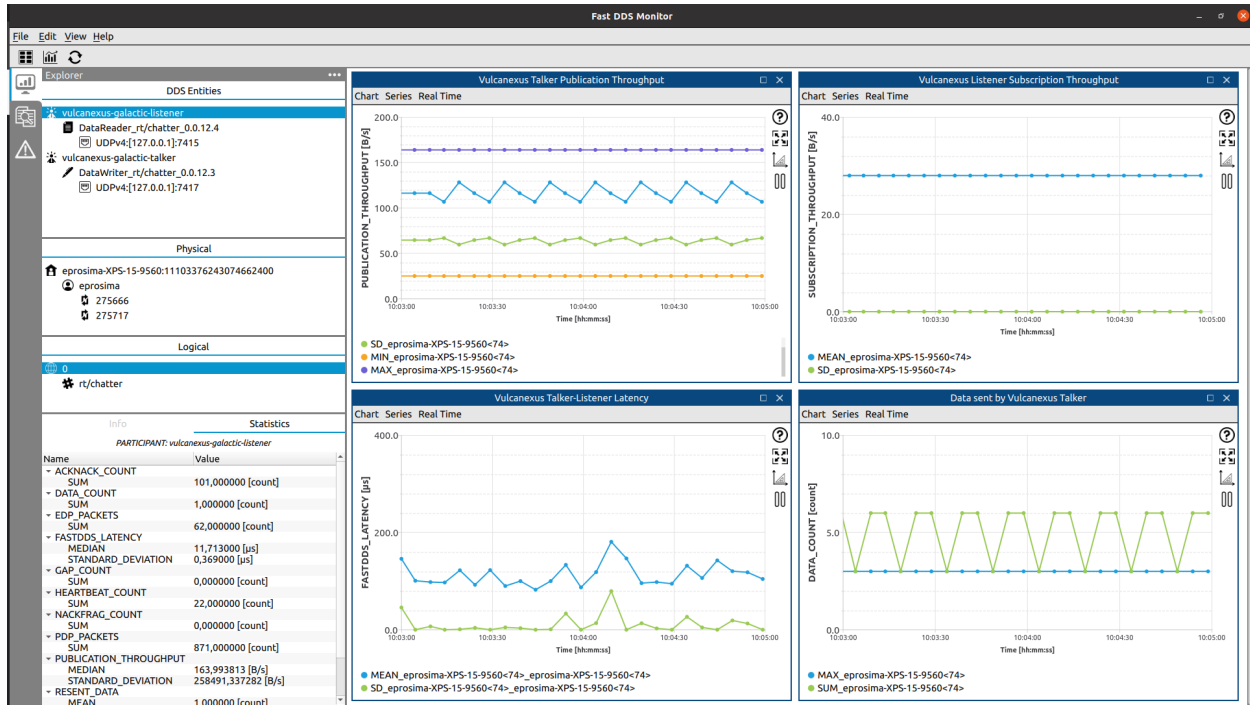 Fast DDS Monitor
File Edit View Help
Explorer
DDS Entities
vulcanexus-galactic-listener
DataReader_rt/chatter_0.0.12.4
UDPv4:[127.0.0.1]:7415
vulcanexus-galactic-talker
DataWriter_rt/chatter_0.0.12.3
UDPv4:[127.0.0.1]:7417
Physical
eprosima-XPS-15-9560:11103376243074662400
eprosima
275666
275717
Logical
0
rt/chatter
Info Statistics
PARTICIPANT: vulcanexus-galactic-listener
Name Value
ACKNACK_COUNT
SUM 101,000000 [count]
DATA_COUNT
SUM 1,000000 [count]
EDP_PACKETS
SUM 62,000000 [count]
FASTDDS_LATENCY
MEDIAN 11,713000 [µs]
STANDARD_DEVIATION 0,369000 [µs]
GAP_COUNT
SUM 0,000000 [count]
HEARTBEAT_COUNT
SUM 22,000000 [count]
NACKFRAG_COUNT
SUM 0,000000 [count]
PDP_PACKETS
SUM 871,000000 [count]
PUBLICATION_THROUGHPUT
MEDIAN 163,993813 [B/s]
STANDARD_DEVIATION 258491,337282 [B/s]
RESENT_DATA
MEAN 1,000000 [count]
Vulcanexus Talker Publication Throughput
Chart Series Real Time
PUBLICATION_THROUGHPUT [B/s]
200.0
150.0
100.0
50.0
0.0
10:03:00 10:03:30 10:04:00 10:04:30 10:05:00
Time [hh:mm:ss]
SD_eprosima-XPS-15-9560<74>
MIN_eprosima-XPS-15-9560<74>
MAX_eprosima-XPS-15-9560<74>
Vulcanexus Listener Subscription Throughput
Chart Series Real Time
SUBSCRIPTION_THROUGHPUT [B/s]
40.0
20.0
0.0
10:03:00 10:03:30 10:04:00 10:04:30 10:05:00
Time [hh:mm:ss]
MEAN_eprosima-XPS-15-9560<74>
SD_eprosima-XPS-15-9560<74>
Vulcanexus Talker-Listener Latency
Chart Series Real Time
FASTDDS_LATENCY [µs]
400.0
200.0
0.0
10:03:00 10:03:30 10:04:00 10:04:30 10:05:00
Time [hh:mm:ss]
MEAN_eprosima-XPS-15-9560<74>_eprosima-XPS-15-9560<74>
SD_eprosima-XPS-15-9560<74>_eprosima-XPS-15-9560<74>
Data sent by Vulcanexus Talker
Chart Series Real Time
DATA_COUNT [count]
10.0
5.0
0.0
10:03:00 10:03:30 10:04:00 10:04:30 10:05:00
Time [hh:mm:ss]
MAX_eprosima-XPS-15-9560<74>
SUM_eprosima-XPS-15-9560<74>